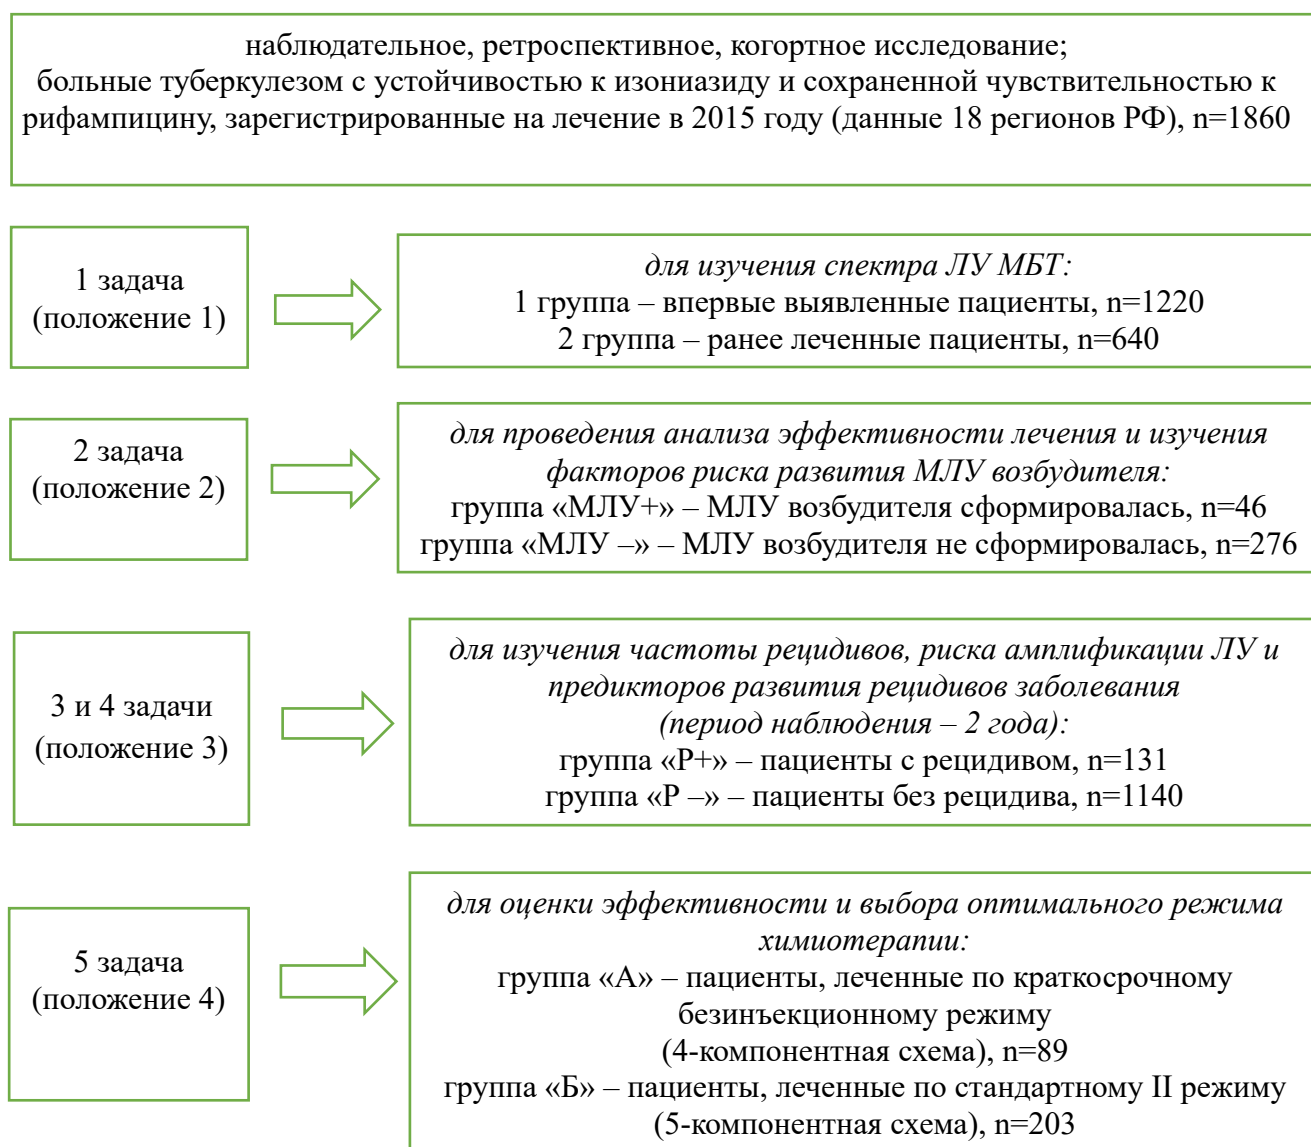 наблюдательное, ретроспективное, когортное исследование;
больные туберкулезом с устойчивостью к изониазиду и сохраненной чувствительностью к
рифампицину, зарегистрированные на лечение в 2015 году (данные 18 регионов РФ), n=1860
1 задача
(положение 1)
для изучения спектра ЛУ МБТ:
1 группа – впервые выявленные пациенты, n=1220
2 группа – ранее леченные пациенты, n=640
2 задача
(положение 2)
для проведения анализа эффективности лечения и изучения
факторов риска развития МЛУ возбудителя:
группа «МЛУ+» – МЛУ возбудителя сформировалась, n=46
группа «МЛУ –» – МЛУ возбудителя не сформировалась, n=276
3 и 4 задачи
(положение 3)
для изучения частоты рецидивов, риска амплификации ЛУ и
предикторов развития рецидивов заболевания
(период наблюдения – 2 года):
группа «Р+» – пациенты с рецидивом, n=131
группа «Р –» – пациенты без рецидива, n=1140
5 задача
(положение 4)
для оценки эффективности и выбора оптимального режима
химиотерапии:
группа «А» – пациенты, леченные по краткосрочному
безинъекционному режиму
(4-компонентная схема), n=89
группа «Б» – пациенты, леченные по стандартному II режиму
(5-компонентная схема), n=203